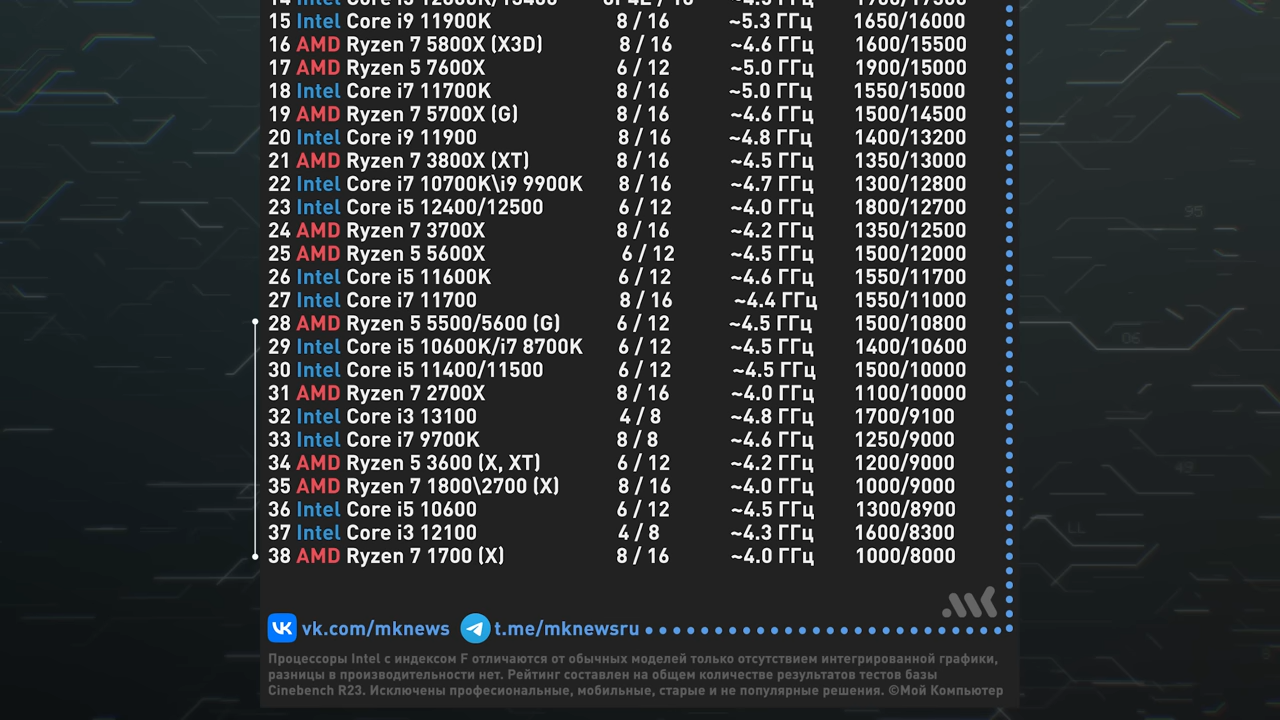 15 Intel Core i9 11900K 8 / 16 ~5.3 ГГц 1650/16000
16 AMD Ryzen 7 5800X (X3D) 8 / 16 ~4.6 ГГц 1600/15500
17 AMD Ryzen 5 7600X 6 / 12 ~5.0 ГГц 1900/15000
18 Intel Core i7 11700K 8 / 16 ~5.0 ГГц 1550/15000
19 AMD Ryzen 7 5700X (G) 8 / 16 ~4.6 ГГц 1500/14500
20 Intel Core i9 11900 8 / 16 ~4.8 ГГц 1400/13200
21 AMD Ryzen 7 3800X (XT) 8 / 16 ~4.5 ГГц 1350/13000
22 Intel Core i7 10700K\i9 9900K 8 / 16 ~4.7 ГГц 1300/12800
23 Intel Core i5 12400/12500 6 / 12 ~4.0 ГГц 1800/12700
24 AMD Ryzen 7 3700X 8 / 16 ~4.2 ГГц 1350/12500
25 AMD Ryzen 5 5600X 6 / 12 ~4.5 ГГц 1500/12000
26 Intel Core i5 11600K 6 / 12 ~4.6 ГГц 1550/11700
27 Intel Core i7 11700 8 / 16 ~4.4 ГГц 1550/11000
28 AMD Ryzen 5 5500/5600 (G) 6 / 12 ~4.5 ГГц 1500/10800
29 Intel Core i5 10600K/i7 8700K 6 / 12 ~4.5 ГГц 1400/10600
30 Intel Core i5 11400/11500 6 / 12 ~4.5 ГГц 1500/10000
31 AMD Ryzen 7 2700X 8 / 16 ~4.0 ГГц 1100/10000
32 Intel Core i3 13100 4 / 8 ~4.8 ГГц 1700/9100
33 Intel Core i7 9700K 8 / 8 ~4.6 ГГц 1250/9000
34 AMD Ryzen 5 3600 (X, XT) 6 / 12 ~4.2 ГГц 1200/9000
35 AMD Ryzen 7 1800\2700 (X) 8 / 16 ~4.0 ГГц 1000/9000
36 Intel Core i5 10600 6 / 12 ~4.5 ГГц 1300/8900
37 Intel Core i3 12100 4 / 8 ~4.3 ГГц 1600/8300
38 AMD Ryzen 7 1700 (X) 8 / 16 ~4.0 ГГц 1000/8000
vk.com/mknews t.me/mknewsru
Процессоры Intel с индексом F отличаются от обычных моделей только отсутствием интегрированной графики,
разницы в производительности нет. Рейтинг составлен на общем количестве результатов тестов базы
Cinebench R23. Исключены професиональные, мобильные, старые и не популярные решения. ©Мой Компьютер